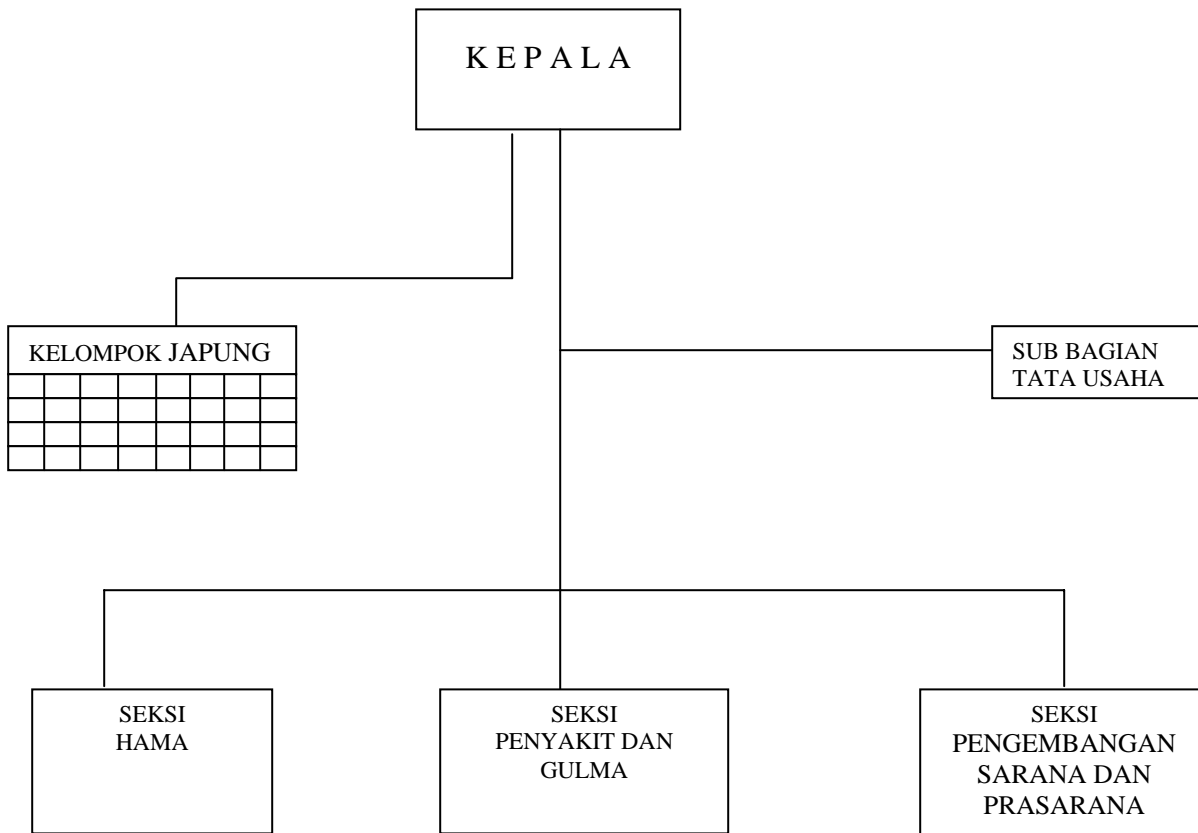 K E P A L A
KELOMPOK JAPUNG
SUB BAGIAN
TATA USAHA
SEKSI
HAMA
SEKSI
PENYAKIT DAN
GULMA
SEKSI
PENGEMBANGAN
SARANA DAN
PRASARANA